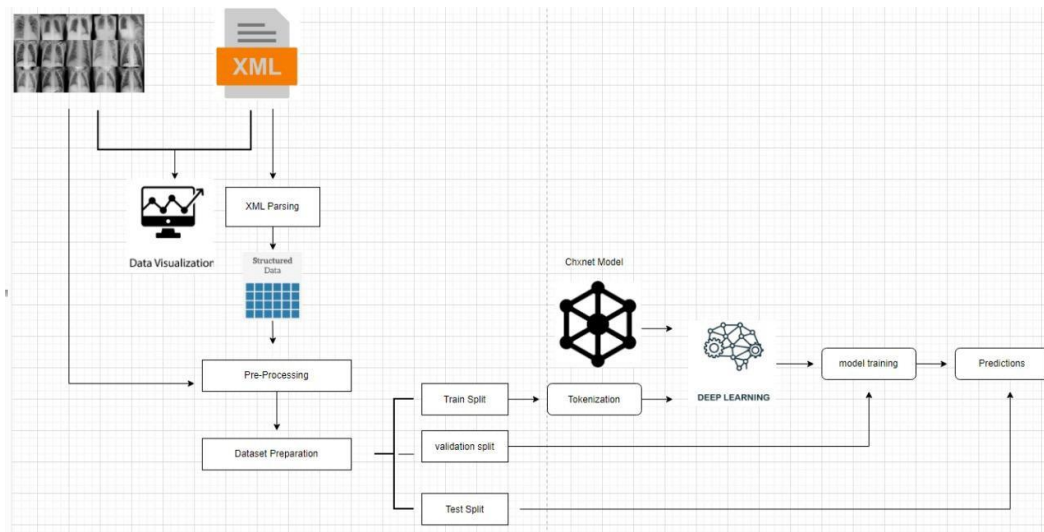 XML
XML Parsing
Data Visualization
Structured
Data
Chxnet Model
Pre-Processing
Train Split
Tokenization
DEEP LEARNING
model training
Predictions
validation split
Dataset Preparation
Test Split